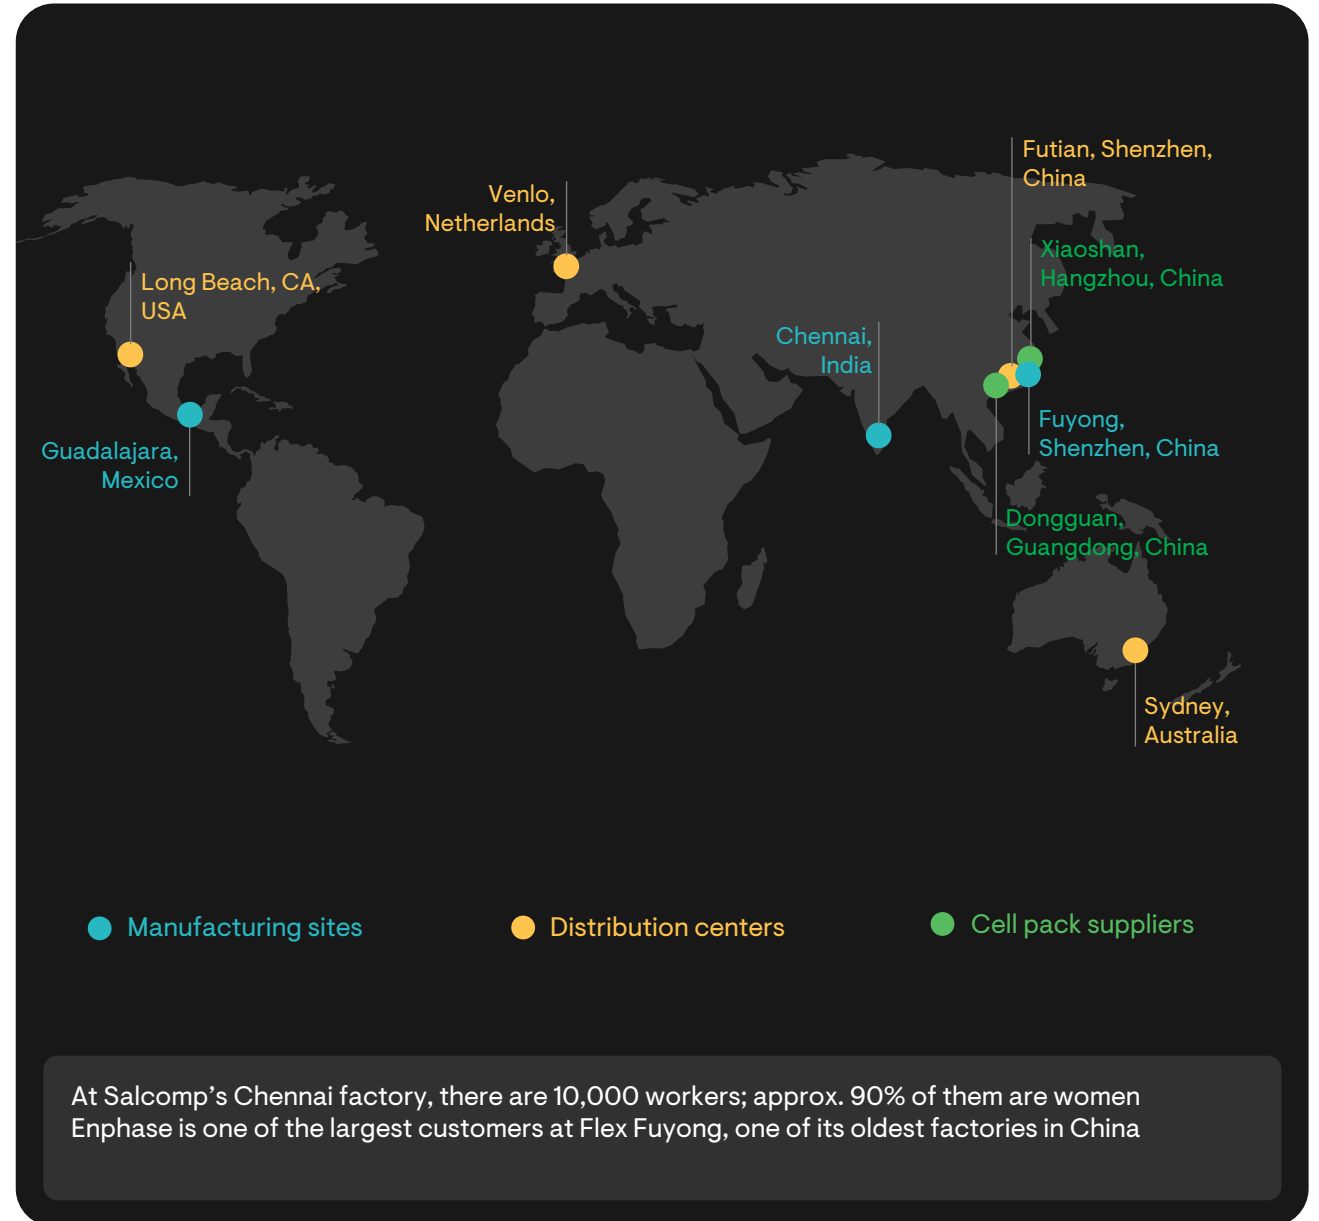 Futian, Shenzhen,
China
Venlo,
Netherlands
Xiaoshan,
Hangzhou, China
Long Beach, CA,
USA
Chennai,
India
Fuyong,
Shenzhen, China
Guadalajara,
Mexico
Dongguan,
Guangdong, China
Sydney,
Australia
Manufacturing sites
Distribution centers
Cell pack suppliers
At Salcomp’s Chennai factory, there are 10,000 workers; approx. 90% of them are women
Enphase is one of the largest customers at Flex Fuyong, one of its oldest factories in China